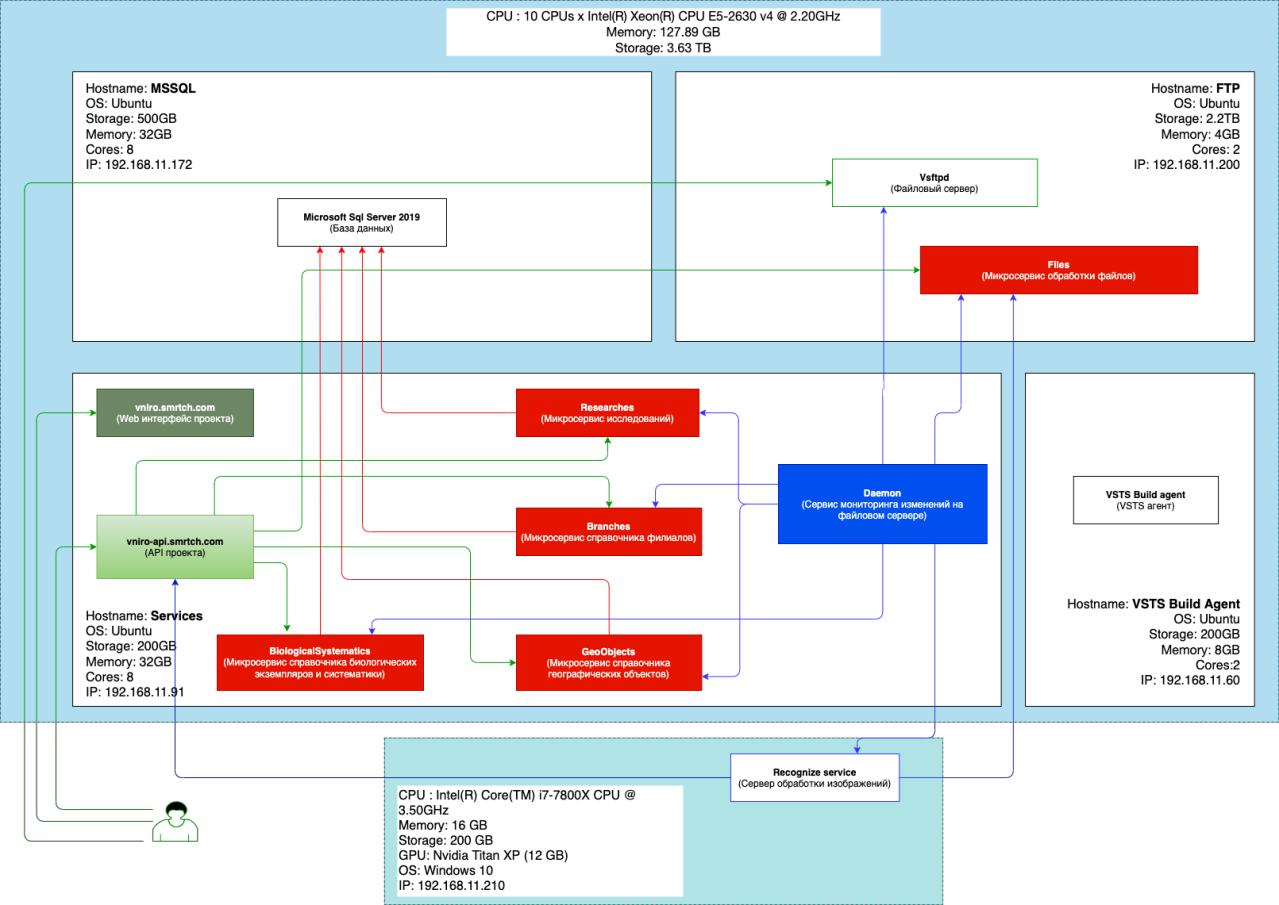 CPU : 10 CPUs x Intel(R) Xeon(R) CPU E5-2630 v4 @ 2.20GHz
Memory: 127.89 GB
Storage: 3.63 TB
Hostname: MSSQL
OS: Ubuntu
Storage: 500GB
Memory: 32GB
Cores: 8
IP: 192.168.11.172
Microsoft Sql Server 2019
(База данных)
Hostname: FTP
OS: Ubuntu
Storage: 2.2TB
Memory: 4GB
Cores: 2
IP: 192.168.11.200
Vsftpd
(Файловый сервер)
Files
(Микросервис обработки файлов)
vniro.smrtch.com
(Web интерфейс проекта)
Researches
(Микросервис исследований)
Daemon
(Сервис мониторинга изменений на
файловом сервере)
Branches
(Микросервис справочника филиалов)
vniro-api.smrtch.com
(API проекта)
Hostname: Services
OS: Ubuntu
Storage: 200GB
Memory: 32GB
Cores: 8
IP: 192.168.11.91
BiologicalSystematics
(Микросервис справочника биологических
экземпляров и систематики)
GeoObjects
(Микросервис справочника
географических объектов)
VSTS Build agent
(VSTS агент)
Hostname: VSTS Build Agent
OS: Ubuntu
Storage: 200GB
Memory: 8GB
Cores:2
IP: 192.168.11.60
Recognize service
(Сервер обработки изображений)
CPU : Intel(R) Core(TM) i7-7800X CPU @
3.50GHz
Memory: 16 GB
Storage: 200 GB
GPU: Nvidia Titan XP (12 GB)
OS: Windows 10
IP: 192.168.11.210